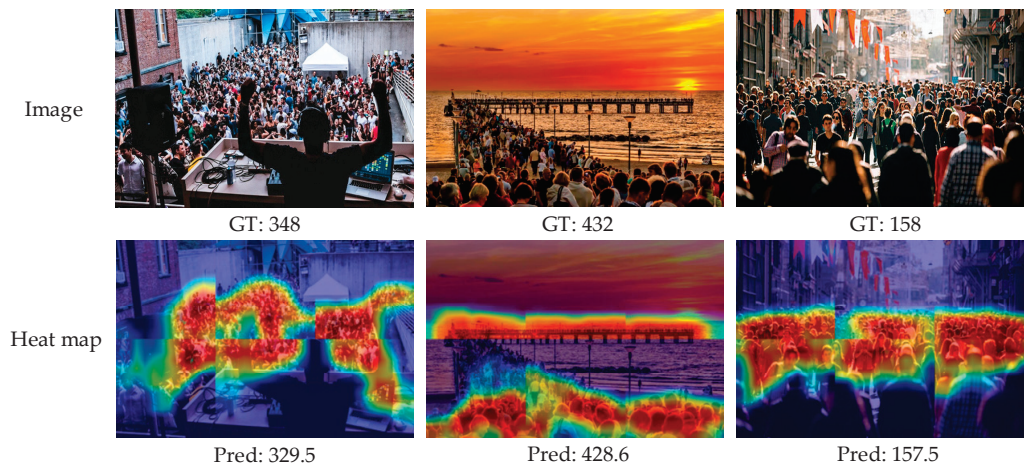 Image
GT: 348
GT: 432
GT: 158
Heat map
Pred: 329.5
Pred: 428.6
Pred: 157.5